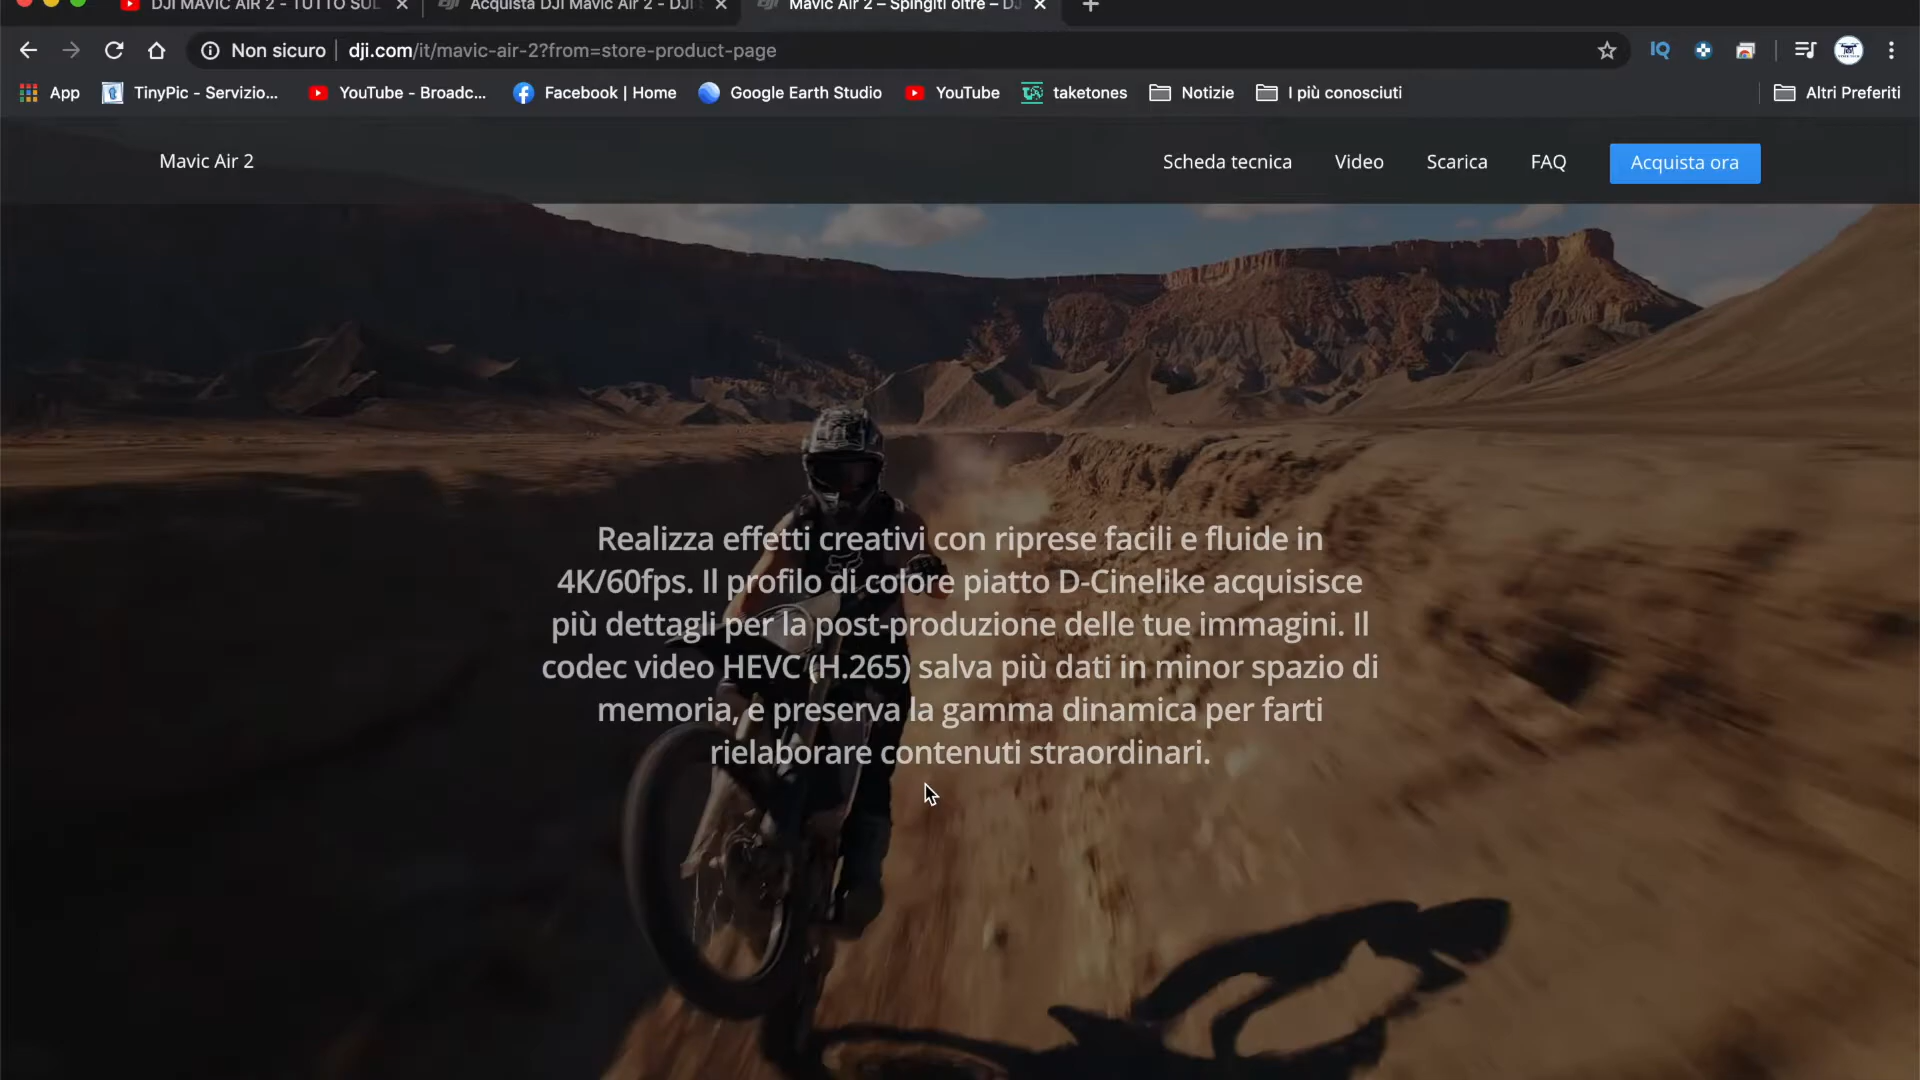 DJI MAVIC AIR 2 - TUTTO SUL
Acquista DJI Mavic Air 2 - DJI
Mavic Air 2 – Spingiti oltre – DJ
Non sicuro
dji.com/it/mavic-air-2?from=store-product-page
App
TinyPic - Servizio...
YouTube - Broadc...
Facebook | Home
Google Earth Studio
YouTube
taketones
Notizie
I più conosciuti
Altri Preferiti
Mavic Air 2
Scheda tecnica
Video
Scarica
FAQ
Acquista ora
Realizza effetti creativi con riprese facili e fluide in
4K/60fps. Il profilo di colore piatto D-Cinelike acquisisce
più dettagli per la post-produzione delle tue immagini. Il
codec video HEVC (H.265) salva più dati in minor spazio di
memoria, e preserva la gamma dinamica per farti
rielaborare contenuti straordinari.